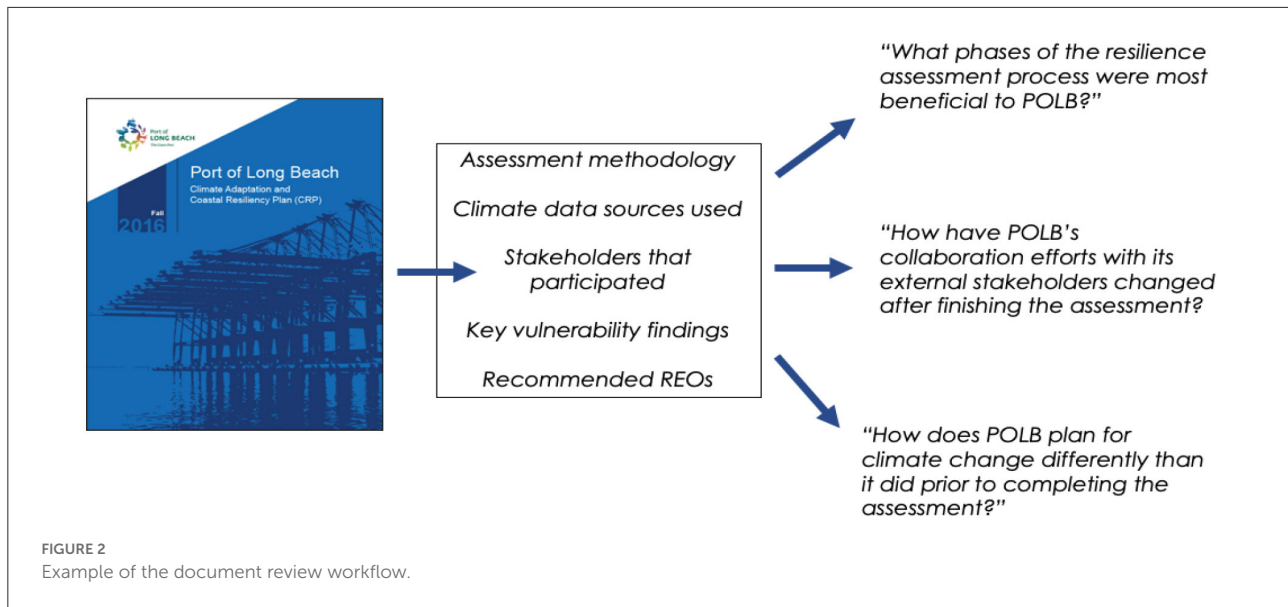 Port of
LONG BEACH
The Green Port
Port of Long Beach
Climate Adaptation and
Coastal Resiliency Plan (CRP)
Fall
2016
Assessment methodology
Climate data sources used
Stakeholders that
participated
Key vulnerability findings
Recommended REOs
“What phases of the resilience
assessment process were most
beneficial to POLB?”
“How have POLB’s
collaboration efforts with its
external stakeholders changed
after finishing the assessment?
“How does POLB plan for
climate change differently than
it did prior to completing the
assessment?”
FIGURE 2
Example of the document review workflow.